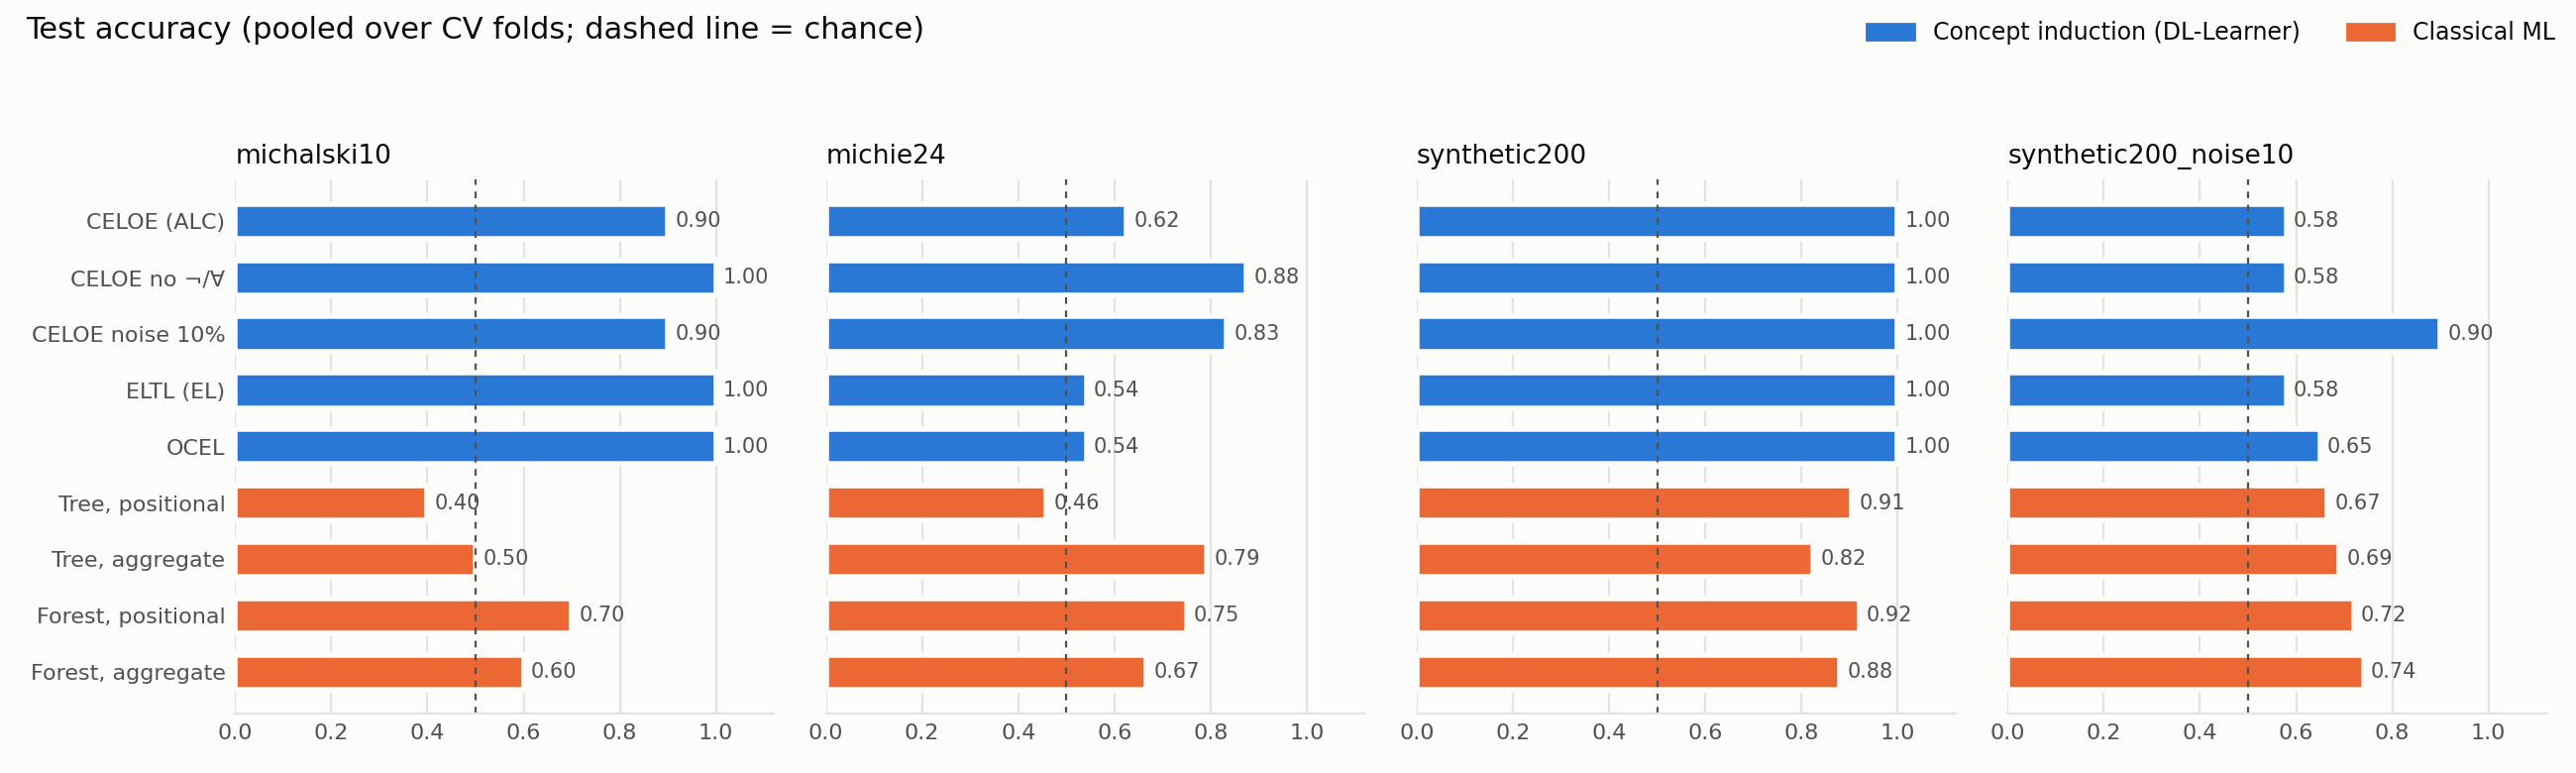 Test accuracy (pooled over CV folds; dashed line = chance)
Concept induction (DL-Learner) Classical ML
michalski10 michie24 synthetic200 synthetic200_noise10
CELOE (ALC) 0.90 0.62 1.00 0.58
CELOE no ¬/∀ 1.00 0.88 1.00 0.58
CELOE noise 10% 0.90 0.83 1.00 0.90
ELTL (EL) 1.00 0.54 1.00 0.58
OCEL 1.00 0.54 1.00 0.65
Tree, positional 0.40 0.46 0.91 0.67
Tree, aggregate 0.50 0.79 0.82 0.69
Forest, positional 0.70 0.75 0.92 0.72
Forest, aggregate 0.60 0.67 0.88 0.74
0.0 0.2 0.4 0.6 0.8 1.0 0.0 0.2 0.4 0.6 0.8 1.0 0.0 0.2 0.4 0.6 0.8 1.0 0.0 0.2 0.4 0.6 0.8 1.0